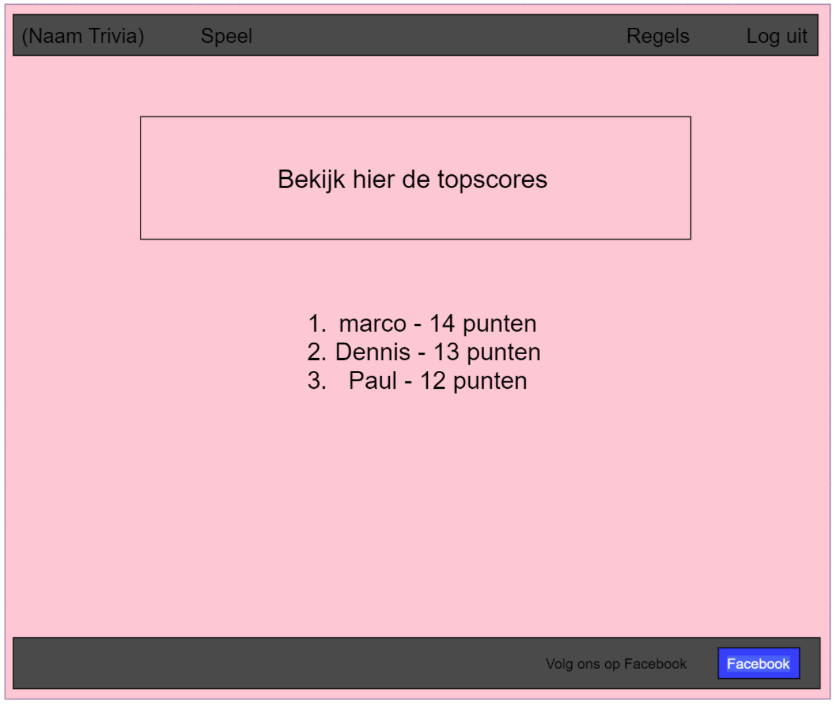 (Naam Trivia) Speel Regels Log uit
Bekijk hier de topscores
1. marco - 14 punten
2. Dennis - 13 punten
3. Paul - 12 punten
Volg ons op Facebook Facebook